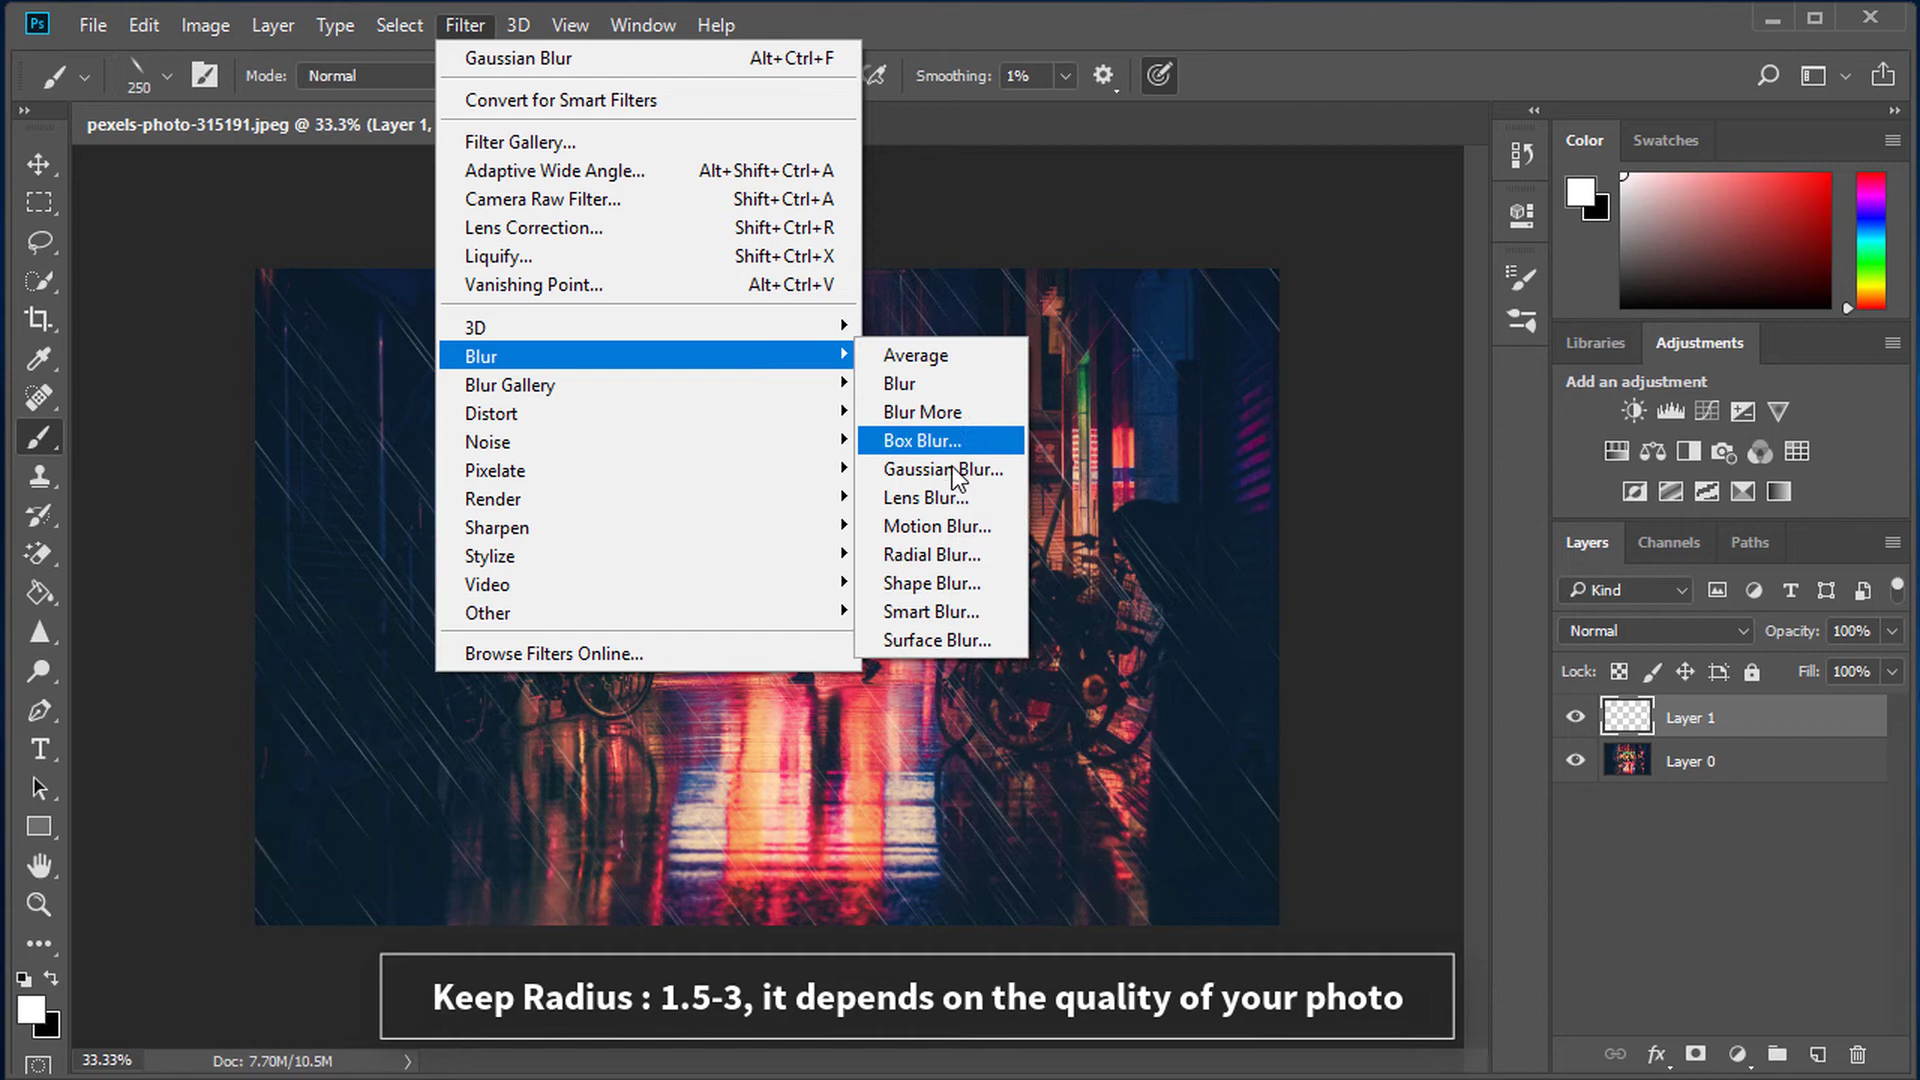 Ps File Edit Image Layer Type Select Filter 3D View Window Help
250 Mode: Normal Smoothing: 1%
pexels-photo-315191.jpeg @ 33.3% (Layer 1,
Gaussian Blur Alt+Ctrl+F
Convert for Smart Filters
Filter Gallery...
Adaptive Wide Angle... Alt+Shift+Ctrl+A
Camera Raw Filter... Shift+Ctrl+A
Lens Correction... Shift+Ctrl+R
Liquify... Shift+Ctrl+X
Vanishing Point... Alt+Ctrl+V
3D
Blur
Blur Gallery
Distort
Noise
Pixelate
Render
Sharpen
Stylize
Video
Other
Browse Filters Online...
Average
Blur
Blur More
Box Blur...
Gaussian Blur...
Lens Blur...
Motion Blur...
Radial Blur...
Shape Blur...
Smart Blur...
Surface Blur...
Color Swatches
Libraries Adjustments
Add an adjustment
Layers Channels Paths
Kind
Normal Opacity: 100%
Lock: Fill: 100%
Layer 1
Layer 0
fx
Keep Radius : 1.5-3, it depends on the quality of your photo
33.33% Doc: 7.70M/10.5M